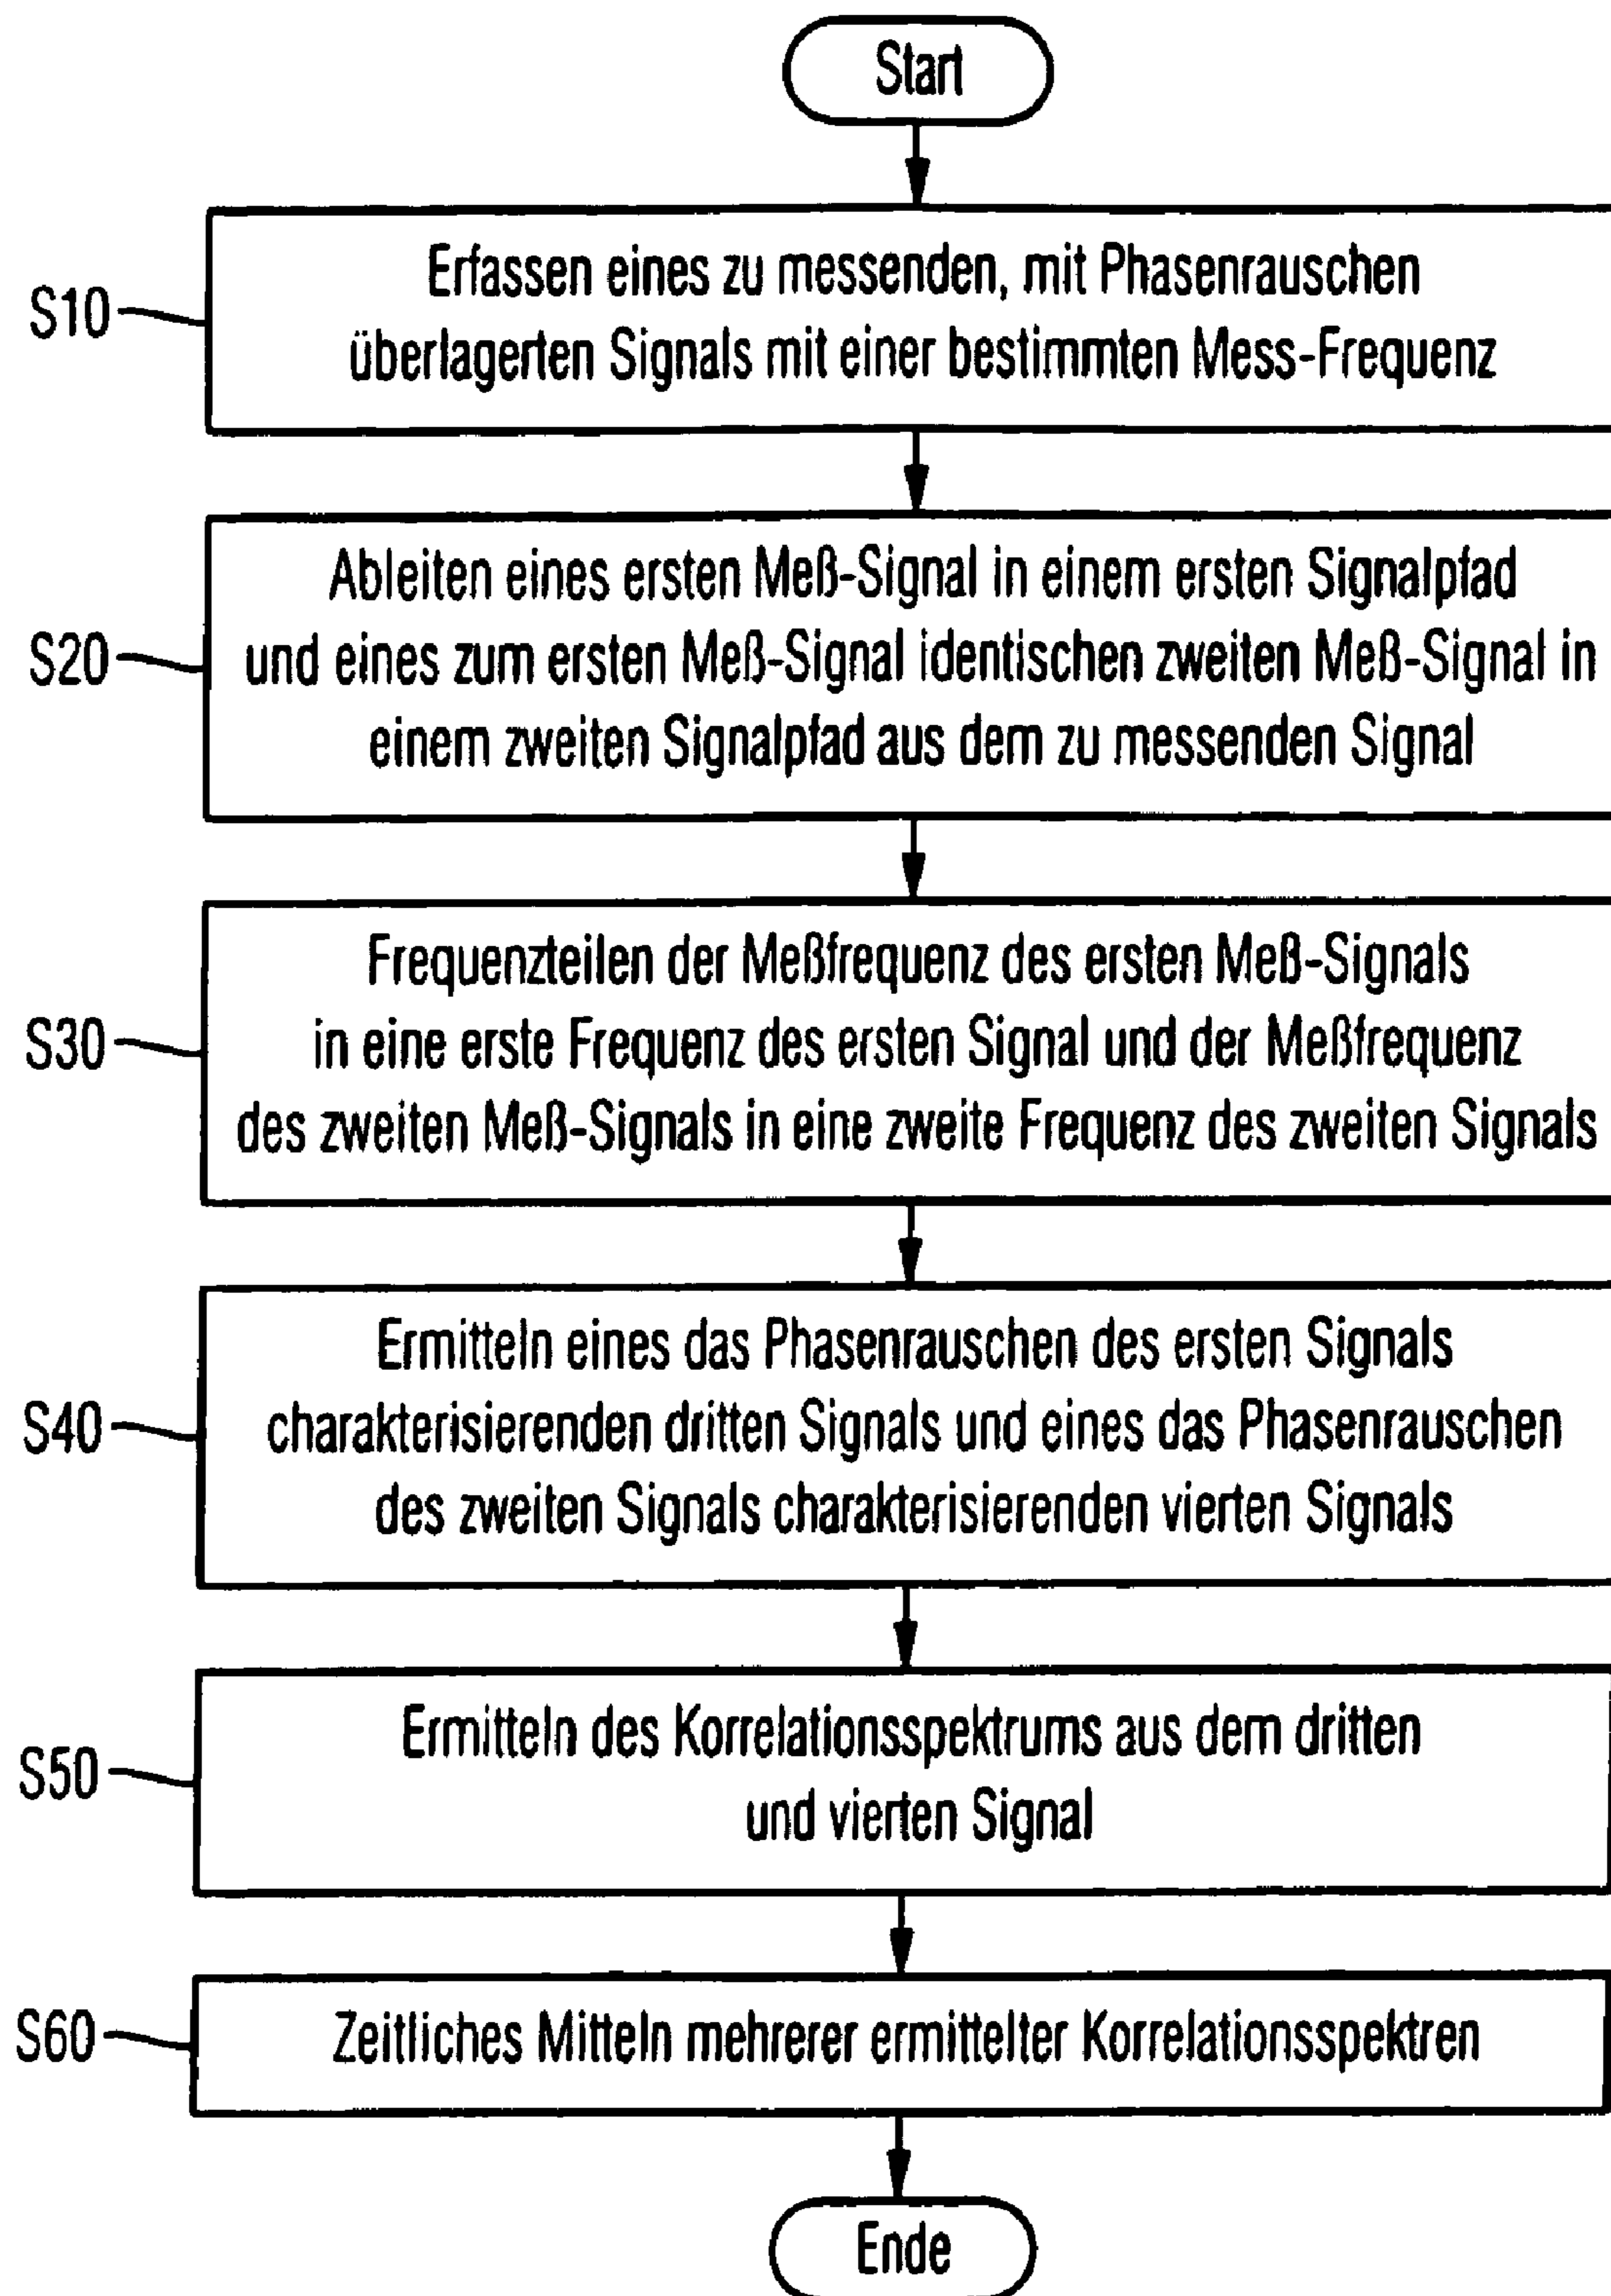 Start
S10
Erfassen eines zu messenden, mit Phasenrauschen
überlagerten Signals mit einer bestimmten Mess-Frequenz
S20
Ableiten eines ersten Meß-Signal in einem ersten Signalpfad
und eines zum ersten Meß-Signal identischen zweiten Meß-Signal in
einem zweiten Signalpfad aus dem zu messenden Signal
S30
Frequenzteilen der Meßfrequenz des ersten Meß-Signals
in eine erste Frequenz des ersten Signal und der Meßfrequenz
des zweiten Meß-Signals in eine zweite Frequenz des zweiten Signals
S40
Ermitteln eines das Phasenrauschen des ersten Signals
charakterisierenden dritten Signals und eines das Phasenrauschen
des zweiten Signals charakterisierenden vierten Signals
S50
Ermitteln des Korrelationsspektrums aus dem dritten
und vierten Signal
S60
Zeitliches Mitteln mehrerer ermittelter Korrelationsspektren
Ende